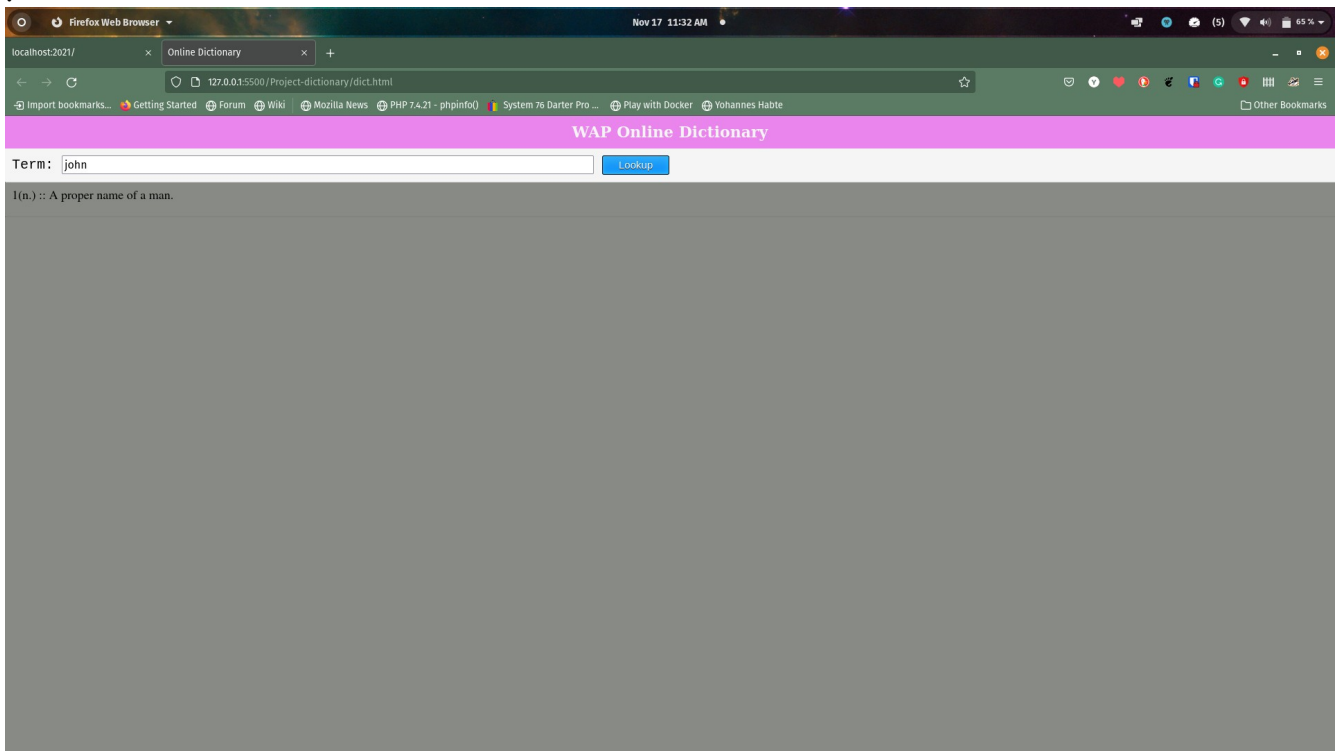 Firefox Web Browser Nov 17 11:32 AM (5) 65 %
localhost:2021/ Online Dictionary
127.0.0.1:5500/Project-dictionary/dict.html
Import bookmarks... Getting Started Forum Wiki Mozilla News PHP 7.4.21 - phpinfo() System 76 Darter Pro ... Play with Docker Yohannes Habte Other Bookmarks
WAP Online Dictionary
Term: john Lookup
1(n.) :: A proper name of a man.